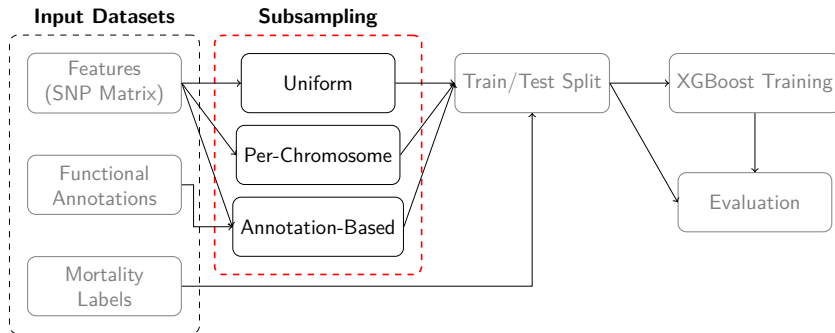 Input Datasets
Subsampling
Features
(SNP Matrix)
Uniform
Train/Test Split
XGBoost Training
Per-Chromosome
Functional
Annotations
Annotation-Based
Evaluation
Mortality
Labels